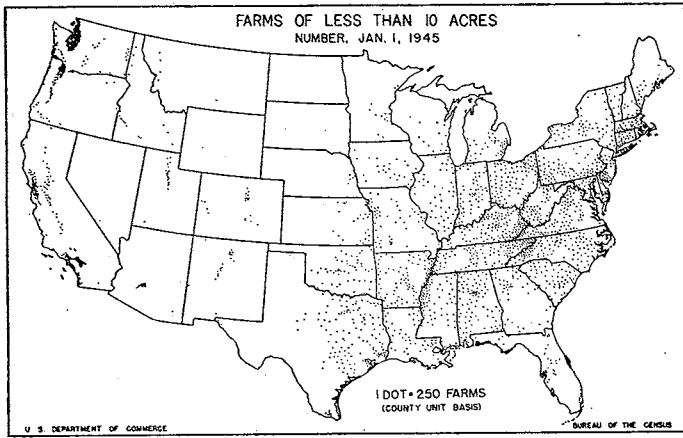 FARMS OF LESS THAN 10 ACRES
NUMBER, JAN. 1, 1945
1 DOT = 250 FARMS
(COUNTY UNIT BASIS)
U S. DEPARTMENT OF COMMERCE
BUREAU OF THE CENSUS